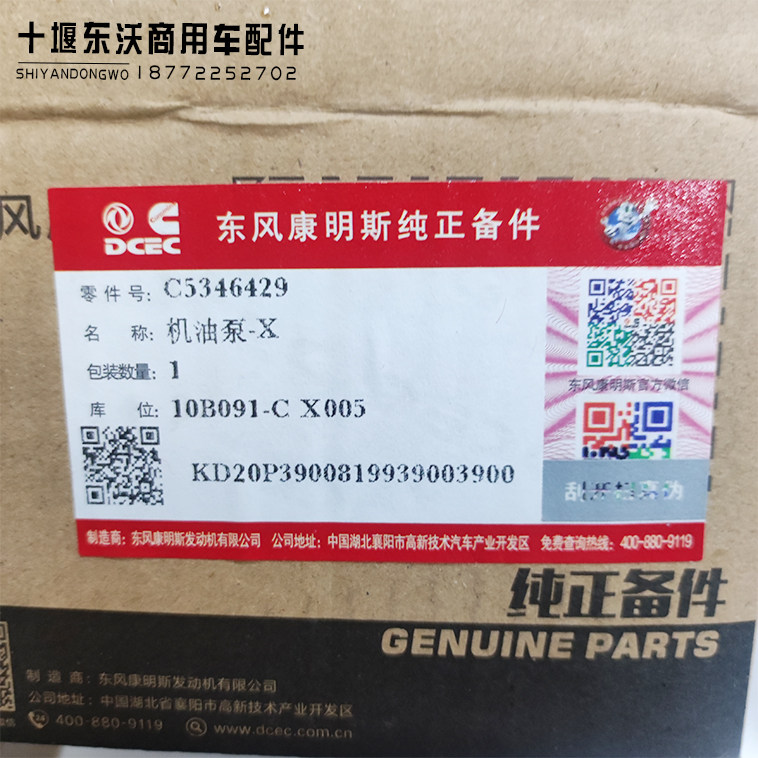 十堰东沃商用车配件
SHIYANDONGWO 18772252702
风
DCEC
东风康明斯纯正备件
零件号: C5346429
名 称: 机油泵-X
包装数量: 1
库 位: 10B091-C X005
KD20P3900819939003900
东风康明斯官方微信
制造商: 东风康明斯发动机有限公司 公司地址: 中国湖北襄阳市高新技术汽车产业开发区 免费查询热线: 400-880-9119
纯正备件
GENUINE PARTS
制 造 商: 东风康明斯发动机有限公司
公司地址: 中国湖北省襄阳市高新技术产业开发区
400-880-9119 www.dcec.com.cn